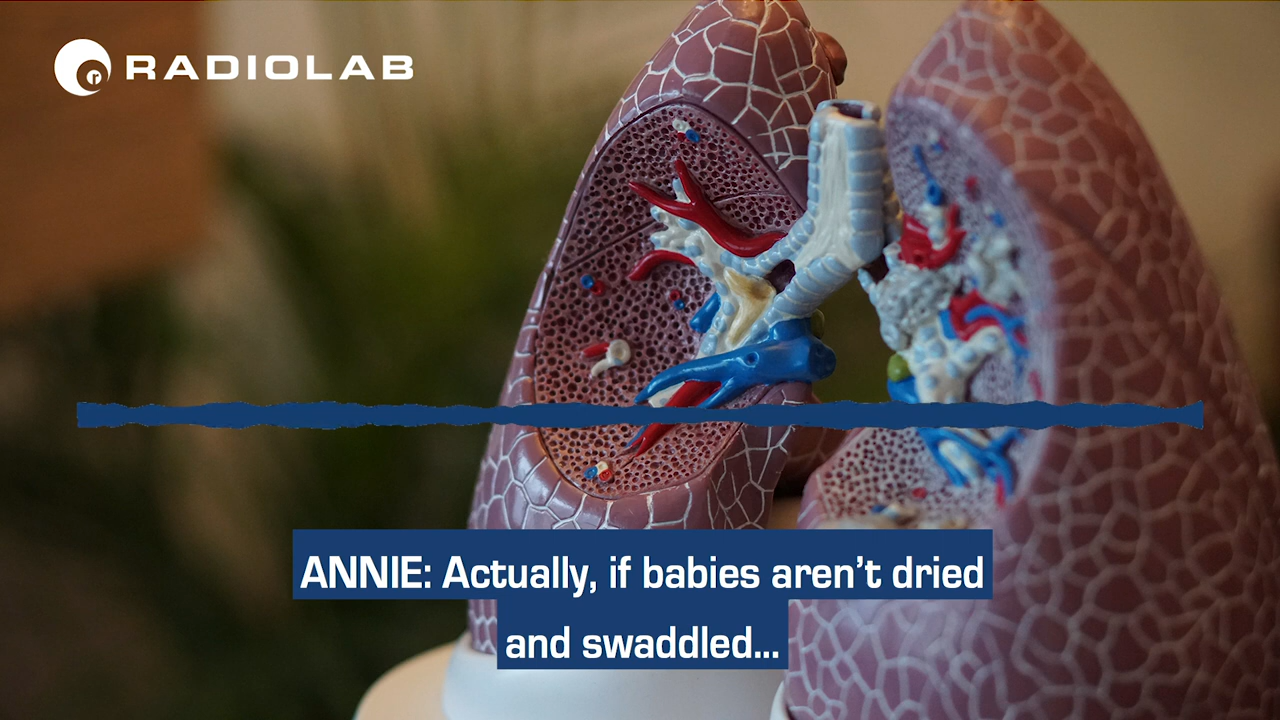 RADIOLAB
ANNIE: Actually, if babies aren’t dried
and swaddled...